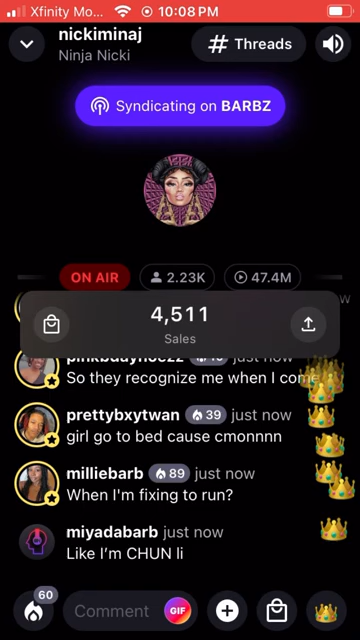 Xfinity Mo... 10:08 PM
nickiminaj
Ninja Nicki
# Threads
Syndicating on BARBZ
ON AIR 2.23K 47.4M
4,511
Sales
just now
So they recognize me when I come
prettybxytwan 39 just now
girl go to bed cause cmonnnn
milliebarb 89 just now
When I'm fixing to run?
miyadabarb just now
Like I'm CHUN li
60
Comment GIF